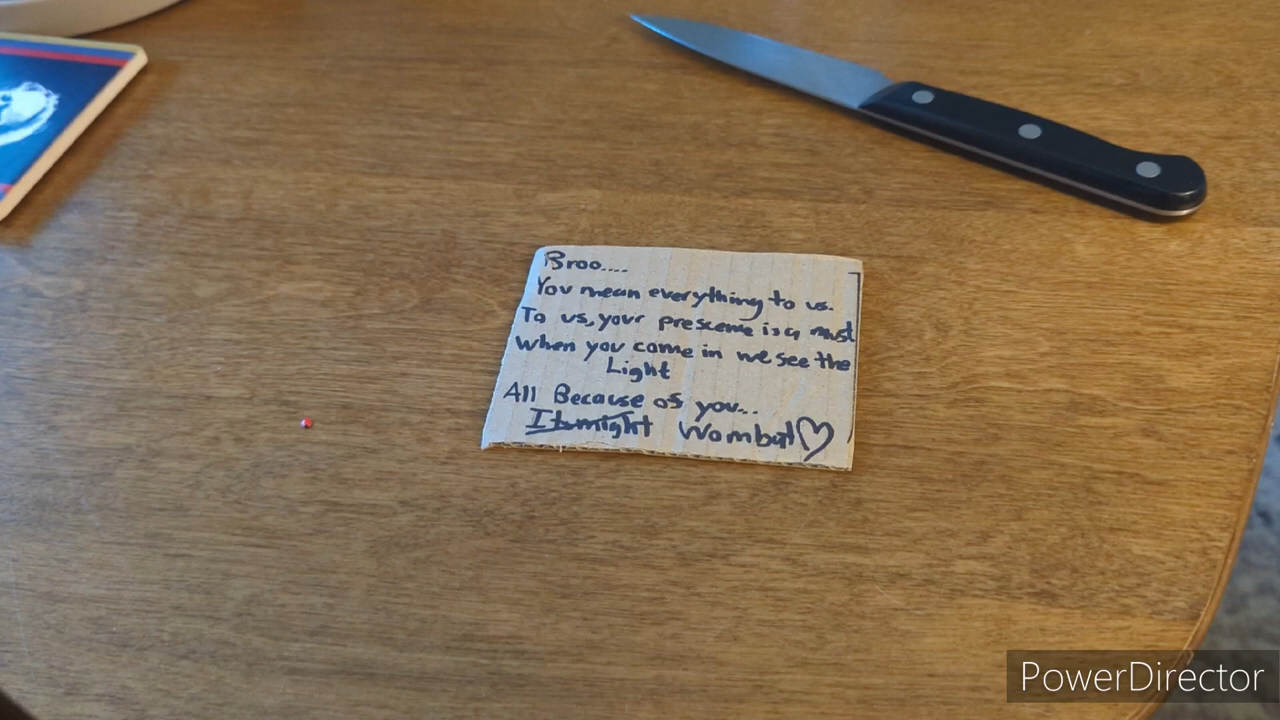 Broo....
You mean everything to us.
To us, your prescence is a must
When you come in we see the
Light
All Because of you...
Itsmight Wombat♡
PowerDirector